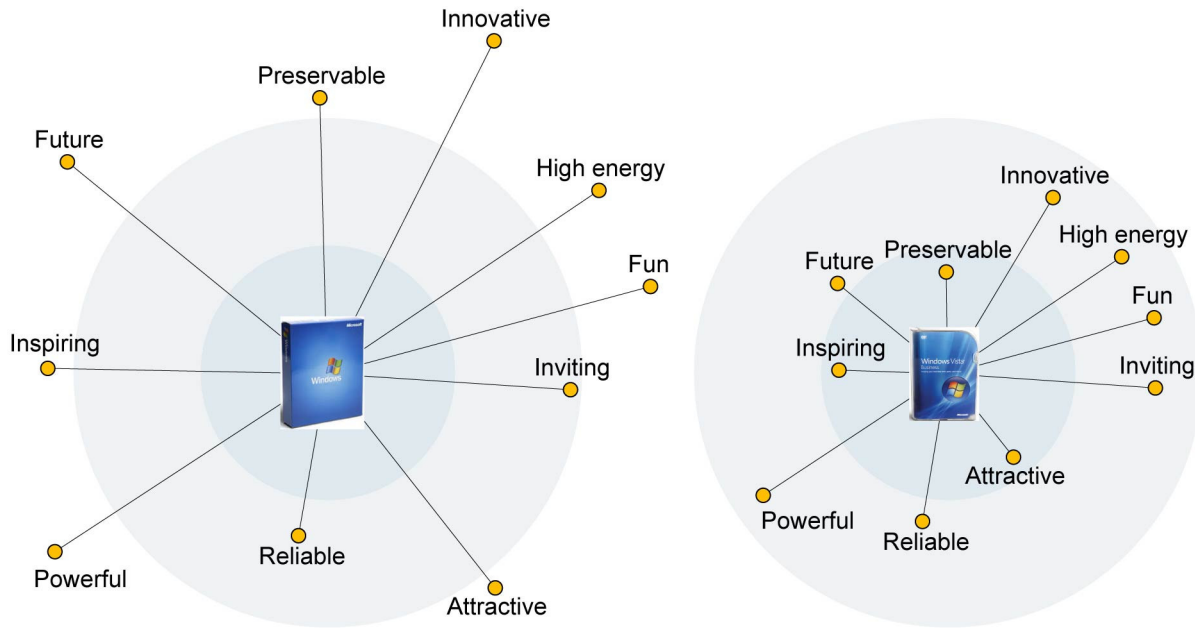 Innovative
Preservable
Future
High energy
Fun
Inspiring
Inviting
Powerful
Reliable
Attractive
Microsoft
Windows
Innovative
High energy
Preservable
Future
Fun
Inspiring
Inviting
Attractive
Powerful
Reliable
Windows Vista
Business